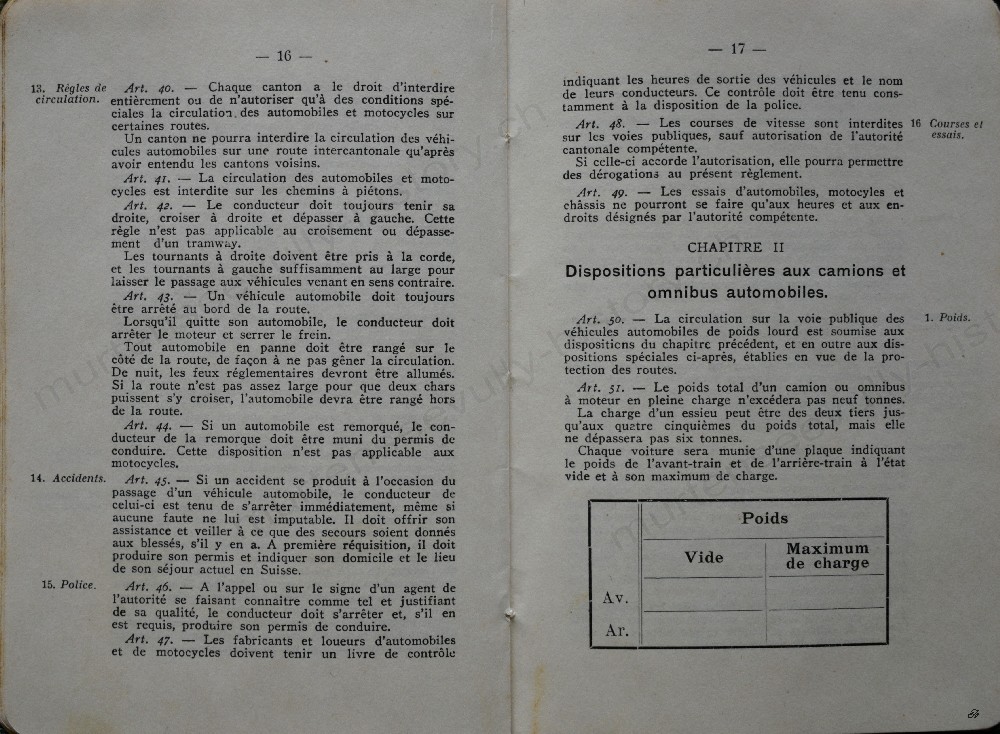 — 16 —
13. Régles de circulation.
Art. 40. — Chaque canton a le droit d'interdire
entièrement ou de n'autoriser qu'à des conditions spé-
ciales la circulation des automobiles et motocycles sur
certaines routes.
Un canton ne pourra interdire la circulation des véhi-
cules automobiles sur une route intercantonale qu'après
avoir entendu les cantons voisins.
Art. 41. — La circulation des automobiles et moto-
cycles est interdite sur les chemins à piétons.
Art. 42. — Le conducteur doit toujours tenir sa
droite, croiser à droite et dépasser à gauche. Cette
règle n'est pas applicable au croisement ou dépasse-
ment d'un tramway.
Les tournants à droite doivent être pris à la corde,
et les tournants à gauche suffisamment au large pour
laisser le passage aux véhicules venant en sens contraire.
Art. 43. — Un véhicule automobile doit toujours
être arrêté au bord de la route.
Lorsqu'il quitte son automobile, le conducteur doit
arrêter le moteur et serrer le frein.
Tout automobile en panne doit être rangé sur le
côté de la route, de façon à ne pas gêner la circulation.
De nuit, les feux réglementaires devront être allumés.
Si la route n'est pas assez large pour que deux chars
puissent s'y croiser, l'automobile devra être rangé hors
de la route.
Art. 44. — Si un automobile est remorqué, le con-
ducteur de la remorque doit être muni du permis de
conduire. Cette disposition n'est pas applicable aux
motocycles.
14. Accidents.
Art. 45. — Si un accident se produit à l'occasion du
passage d'un véhicule automobile, le conducteur de
celui-ci est tenu de s'arrêter immédiatement, même si
aucune faute ne lui est imputable. Il doit offrir son
assistance et veiller à ce que des secours soient donnés
aux blessés, s'il y en a. A première réquisition, il doit
produire son permis et indiquer son domicile et le lieu
de son séjour actuel en Suisse.
15. Police.
Art. 46. — A l'appel ou sur le signe d'un agent de
l'autorité se faisant connaitre comme tel et justifiant
de sa qualité, le conducteur doit s'arrêter et, s'il en
est requis, produire son permis de conduire.
Art. 47. — Les fabricants et loueurs d'automobiles
et de motocycles doivent tenir un livre de contrôle
— 17 —
indiquant les heures de sortie des véhicules et le nom
de leurs conducteurs. Ce contrôle doit être tenu cons-
tamment à la disposition de la police.
Art. 48. — Les courses de vitesse sont interdites
sur les voies publiques, sauf autorisation de l'autorité
cantonale compétente.
16 Courses et essais.
Si celle-ci accorde l'autorisation, elle pourra permettre
des dérogations au présent règlement.
Art. 49. — Les essais d'automobiles, motocyles et
châssis ne pourront se faire qu'aux heures et aux en-
droits désignés par l'autorité compétente.
CHAPITRE II
Dispositions particulières aux camions et
omnibus automobiles.
Art. 50. — La circulation sur la voie publique des
véhicules automobiles de poids lourd est soumise aux
dispositions du chapitre précédent, et en outre aux dis-
positions spéciales ci-après, établies en vue de la pro-
tection des routes.
1. Poids.
Art. 51. — Le poids total d'un camion ou omnibus
à moteur en pleine charge n'excédera pas neuf tonnes.
La charge d'un essieu peut être des deux tiers jus-
qu'aux quatre cinquièmes du poids total, mais elle
ne dépassera pas six tonnes.
Chaque voiture sera munie d'une plaque indiquant
le poids de l'avant-train et de l'arrière-train à l'état
vide et à son maximum de charge.
Poids
Vide
Maximum
de charge
Av.
Ar.